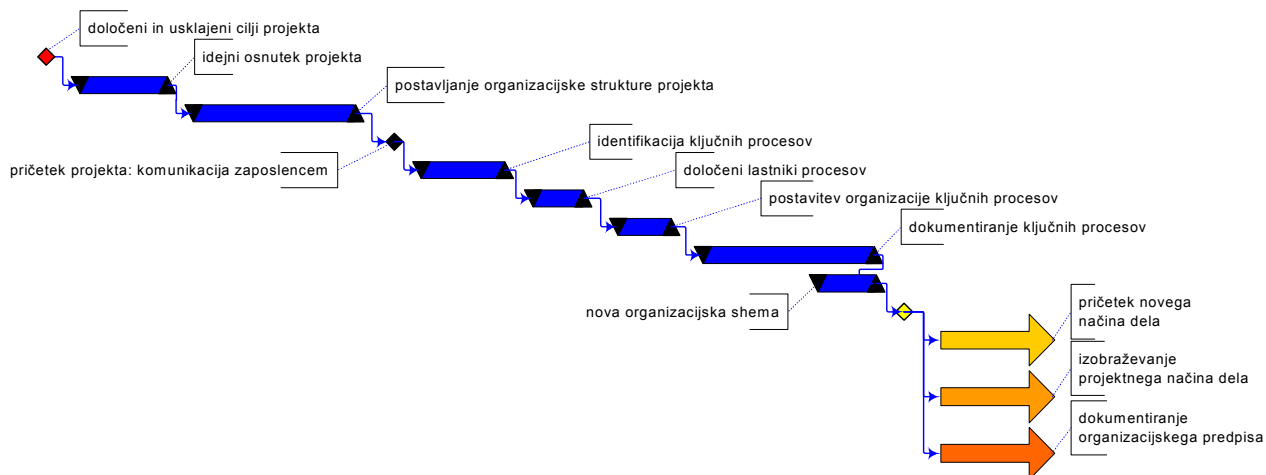 določeni in usklajeni cilji projekta
idejni osnutek projekta
postavljanje organizacijske strukture projekta
identifikacija ključnih procesov
pričetek projekta: komunikacija zaposlencem
določeni lastniki procesov
postavitev organizacije ključnih procesov
dokumentiranje ključnih procesov
nova organizacijska shema
pričetek novega
načina dela
izobraževanje
projektnega načina dela
dokumentiranje
organizacijskega predpisa